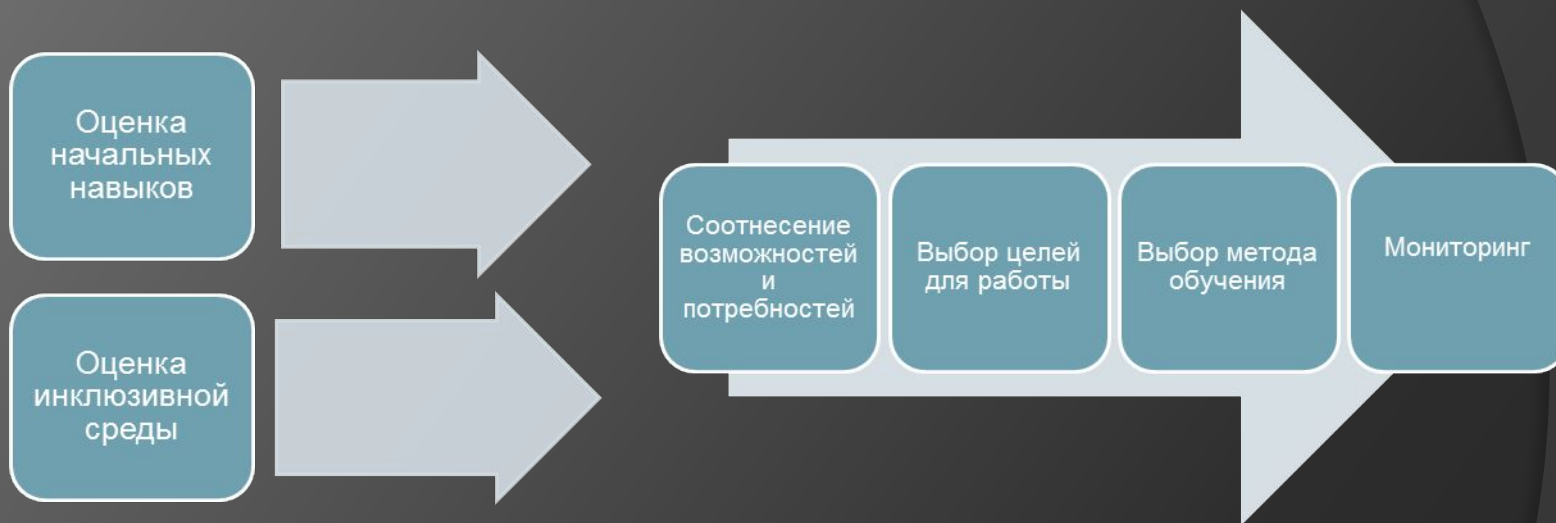 Оценка
начальных
навыков
Оценка
инклюзивной
среды
Соотнесение
возможностей
и
потребностей
Выбор целей
для работы
Выбор метода
обучения
Мониторинг